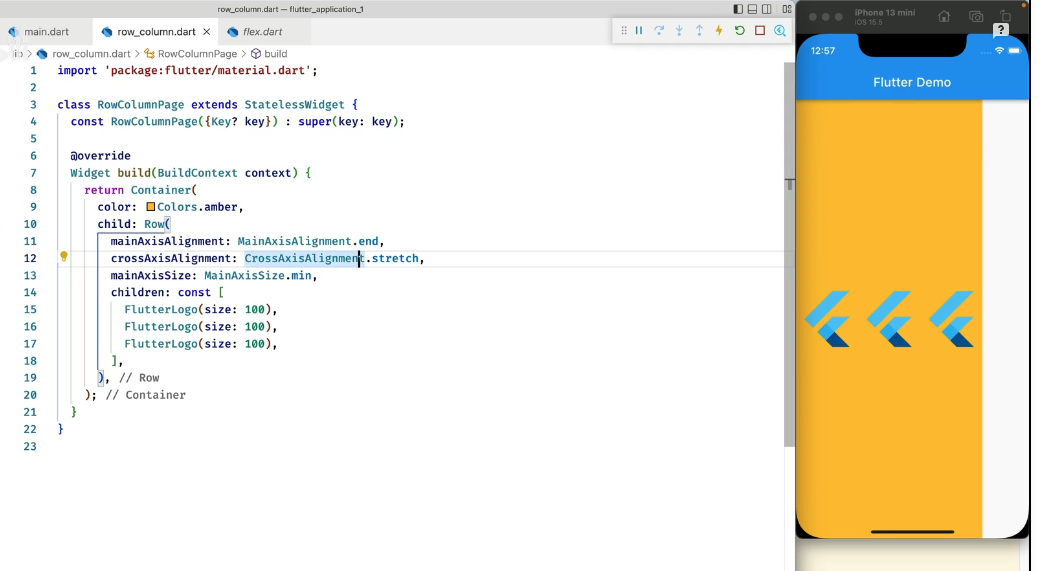 row_column.dart — flutter_application_1
main.dart
row_column.dart
flex.dart
lib > row_column.dart > RowColumnPage > build
1 import 'package:flutter/material.dart';
2
3 class RowColumnPage extends StatelessWidget {
4 const RowColumnPage({Key? key}) : super(key: key);
5
6 @override
7 Widget build(BuildContext context) {
8 return Container(
9 color: Colors.amber,
10 child: Row(
11 mainAxisAlignment: MainAxisAlignment.end,
12 crossAxisAlignment: CrossAxisAlignment.stretch,
13 mainAxisSize: MainAxisSize.min,
14 children: const [
15 FlutterLogo(size: 100),
16 FlutterLogo(size: 100),
17 FlutterLogo(size: 100),
18 ],
19 ), // Row
20 ); // Container
21 }
22 }
23
iPhone 13 mini
iOS 15.5
?
12:57
Flutter Demo